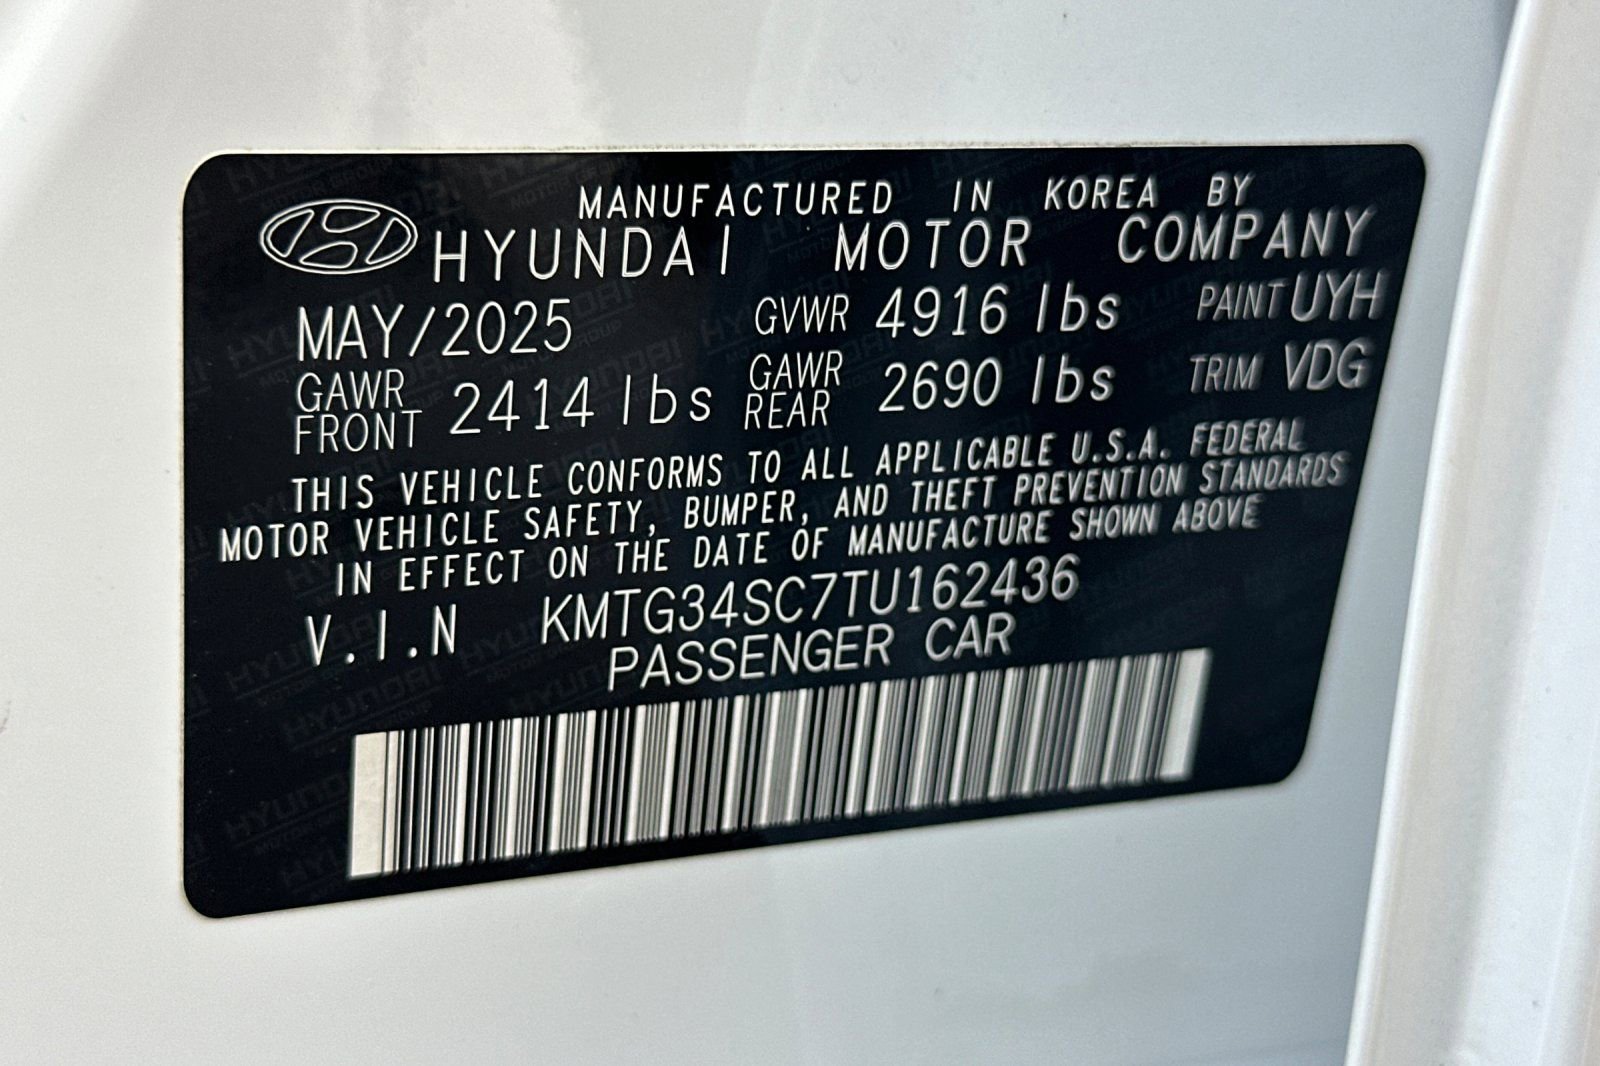 MANUFACTURED IN KOREA BY
HYUNDAI MOTOR COMPANY
MAY/2025 GVWR 4916 lbs PAINT UYH
GAWR FRONT 2414 lbs GAWR REAR 2690 lbs TRIM VDG
THIS VEHICLE CONFORMS TO ALL APPLICABLE U.S.A. FEDERAL
MOTOR VEHICLE SAFETY, BUMPER, AND THEFT PREVENTION STANDARDS
IN EFFECT ON THE DATE OF MANUFACTURE SHOWN ABOVE
V.I.N KMTG34SC7TU162436
PASSENGER CAR